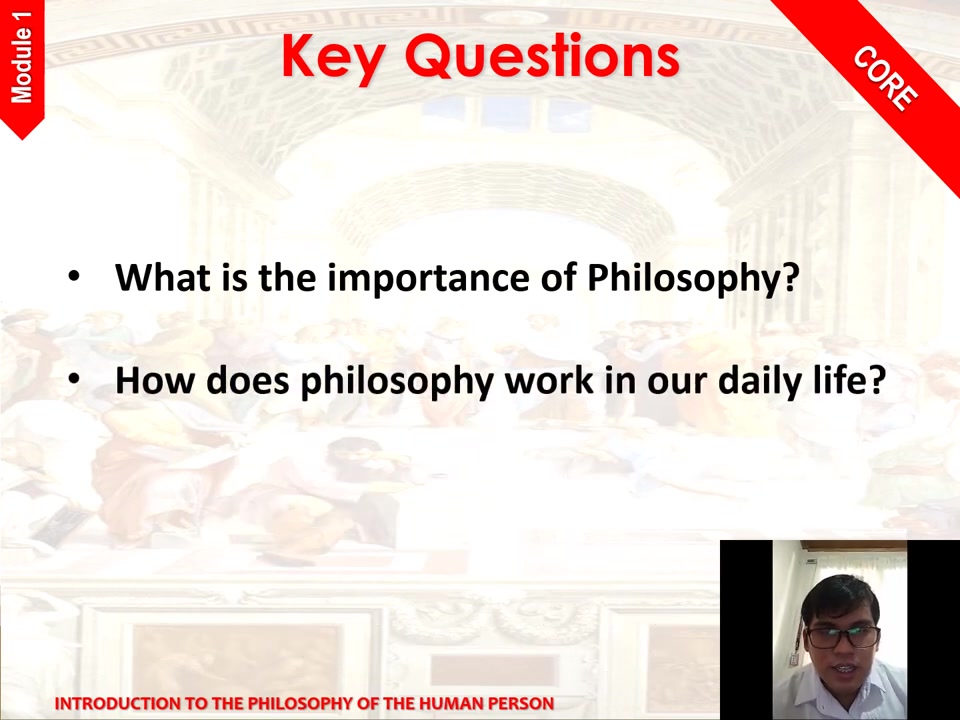 Module 1
Key Questions
CORE
• What is the importance of Philosophy?
• How does philosophy work in our daily life?
INTRODUCTION TO THE PHILOSOPHY OF THE HUMAN PERSON